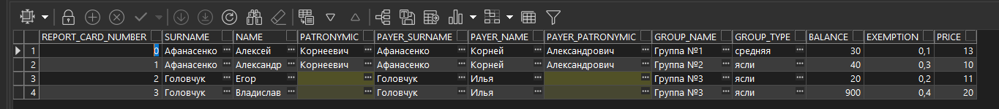 REPORT_CARD_NUMBER SURNAME NAME PATRONYMIC PAYER_SURNAME PAYER_NAME PAYER_PATRONYMIC GROUP_NAME GROUP_TYPE BALANCE EXEMPTION PRICE
1 0 Афанасенко Алексей Корнеевич Афанасенко Корней Александрович Группа №1 средняя 30 0,1 13
2 1 Афанасенко Александр Корнеевич Афанасенко Корней Александрович Группа №2 ясли 40 0,3 10
3 2 Головчук Егор Головчук Илья Группа №3 ясли 20 0,2 11
4 3 Головчук Владислав Головчук Илья Группа №3 ясли 900 0,4 20